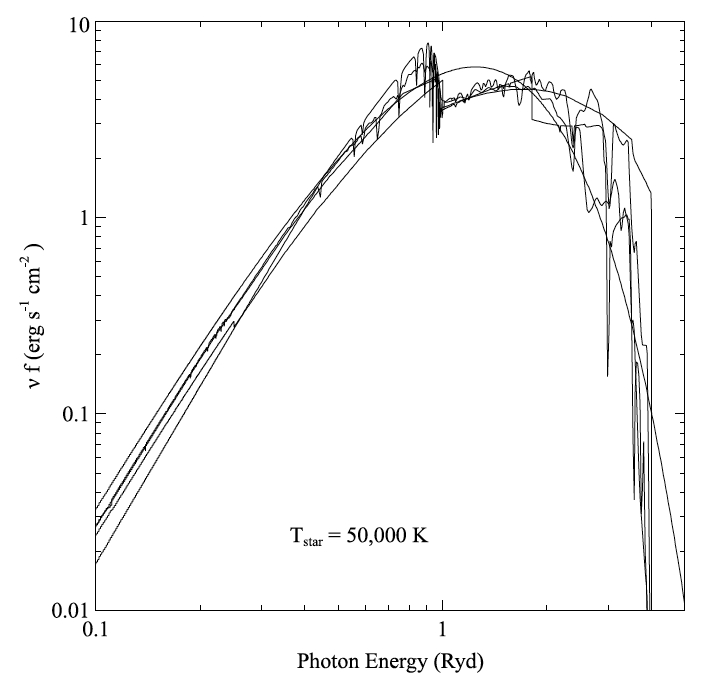 10
1
0.1
0.01
ν f (erg s⁻¹ cm⁻²)
T_star = 50,000 K
0.1
1
Photon Energy (Ryd)